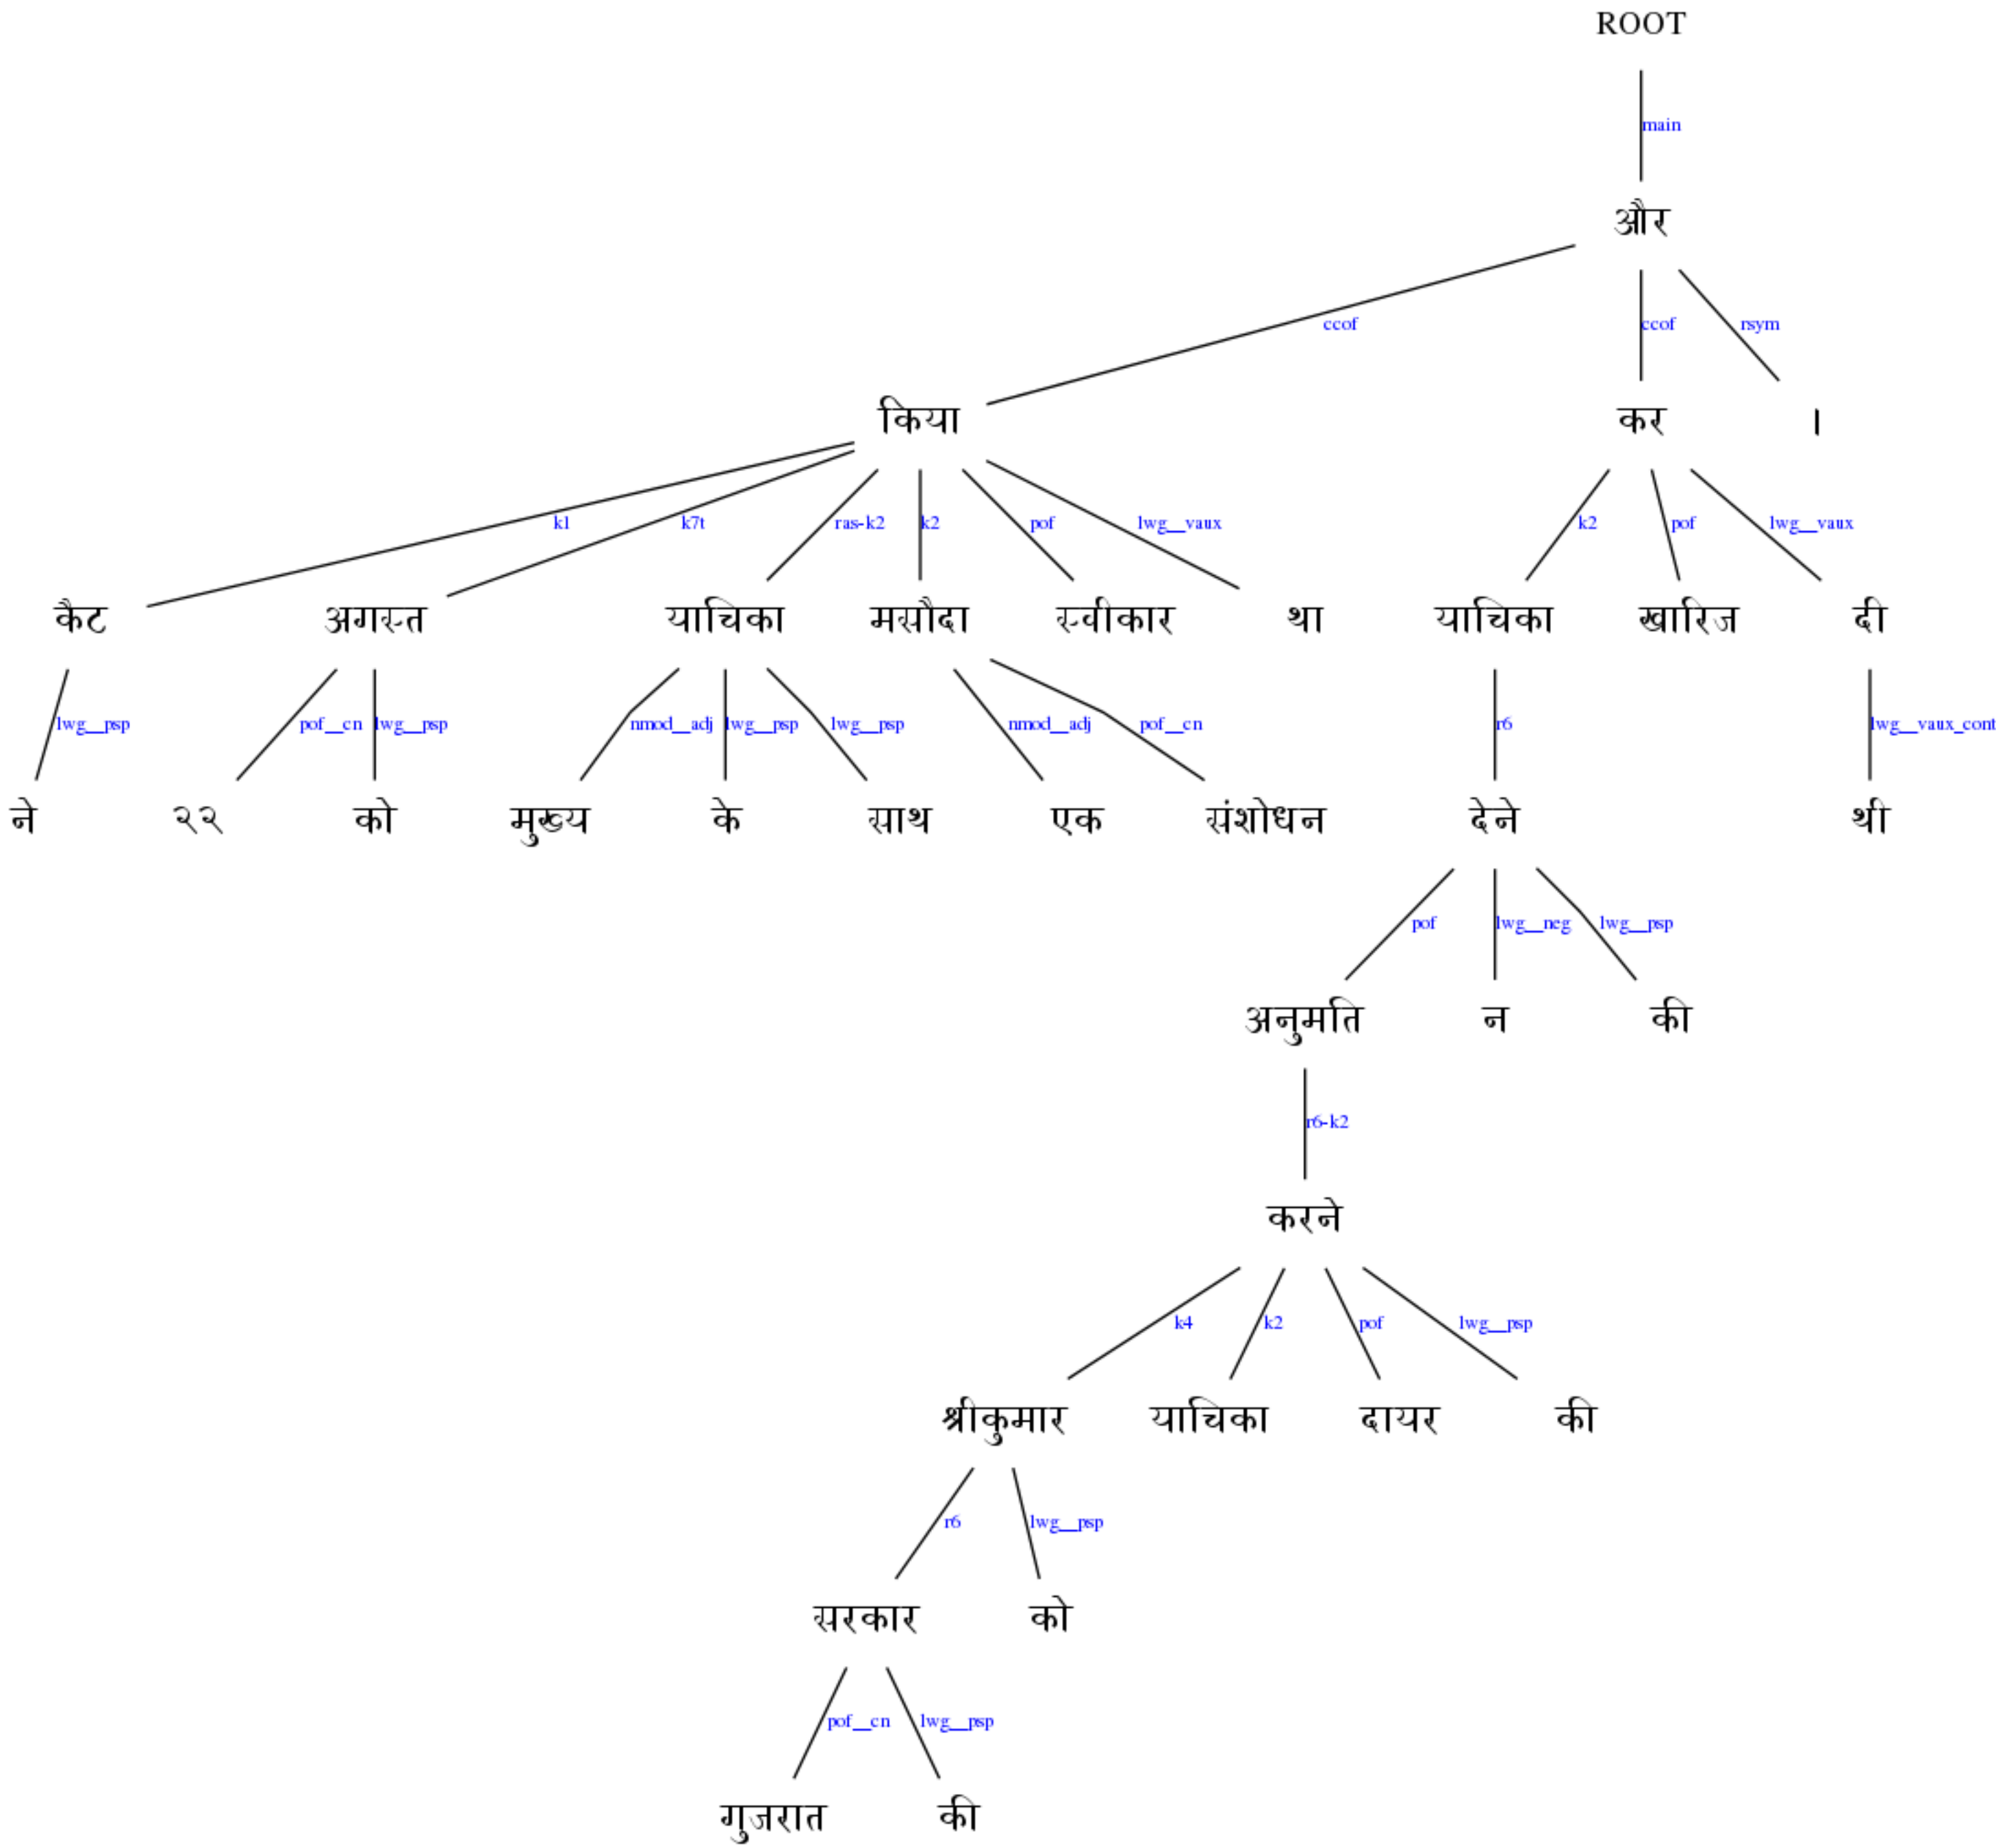 ROOT
main
और
ccof ccof rsym
किया कर ।
k1 k7t ras-k2 k2 pof lwg__vaux k2 pof lwg__vaux
कैट अगस्त याचिका मसौदा स्वीकार था याचिका खारिज दी
lwg__psp pof__cn lwg__psp nmod__adj lwg__psp lwg__psp nmod__adj pof__cn r6 lwg__vaux_cont
ने २२ को मुख्य के साथ एक संशोधन देने थी
pof lwg__neg lwg__psp
अनुमति न की
r6-k2
करने
k4 k2 pof lwg__psp
श्रीकुमार याचिका दायर की
r6 lwg__psp
सरकार को
pof__cn lwg__psp
गुजरात की